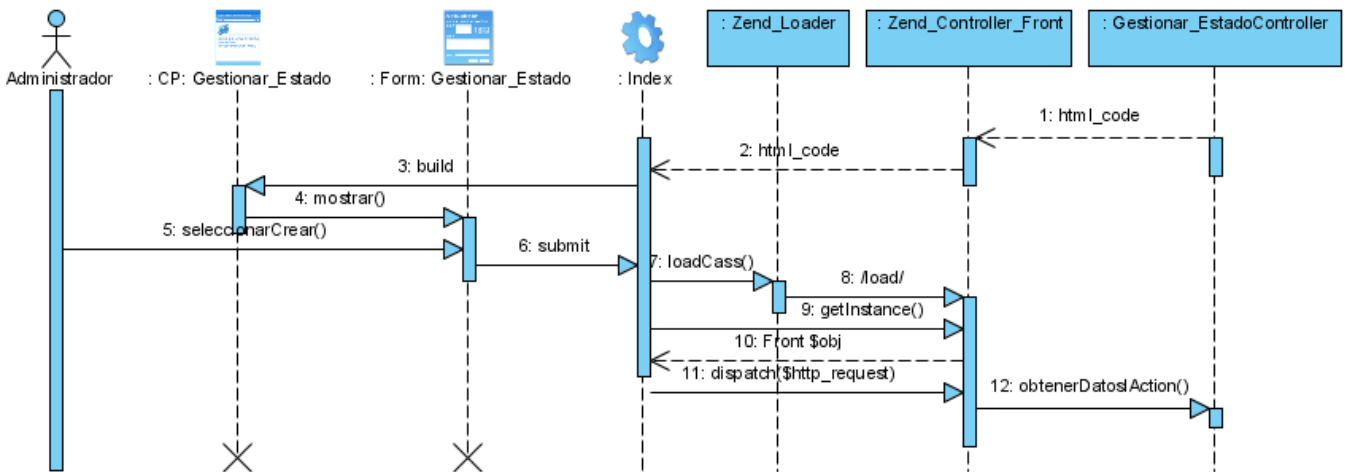 : Zend_Loader
: Zend_Controller_Front
: Gestionar_EstadoController
Administrador
: CP: Gestionar_Estado
: Form: Gestionar_Estado
: Index
1: html_code
2: html_code
3: build
4: mostrar()
5: seleccionarCrear()
6: submit
7: loadCass()
8: /load/
9: getInstance()
10: Front $obj
11: dispatch($http_request)
12: obtenerDatoslAction()